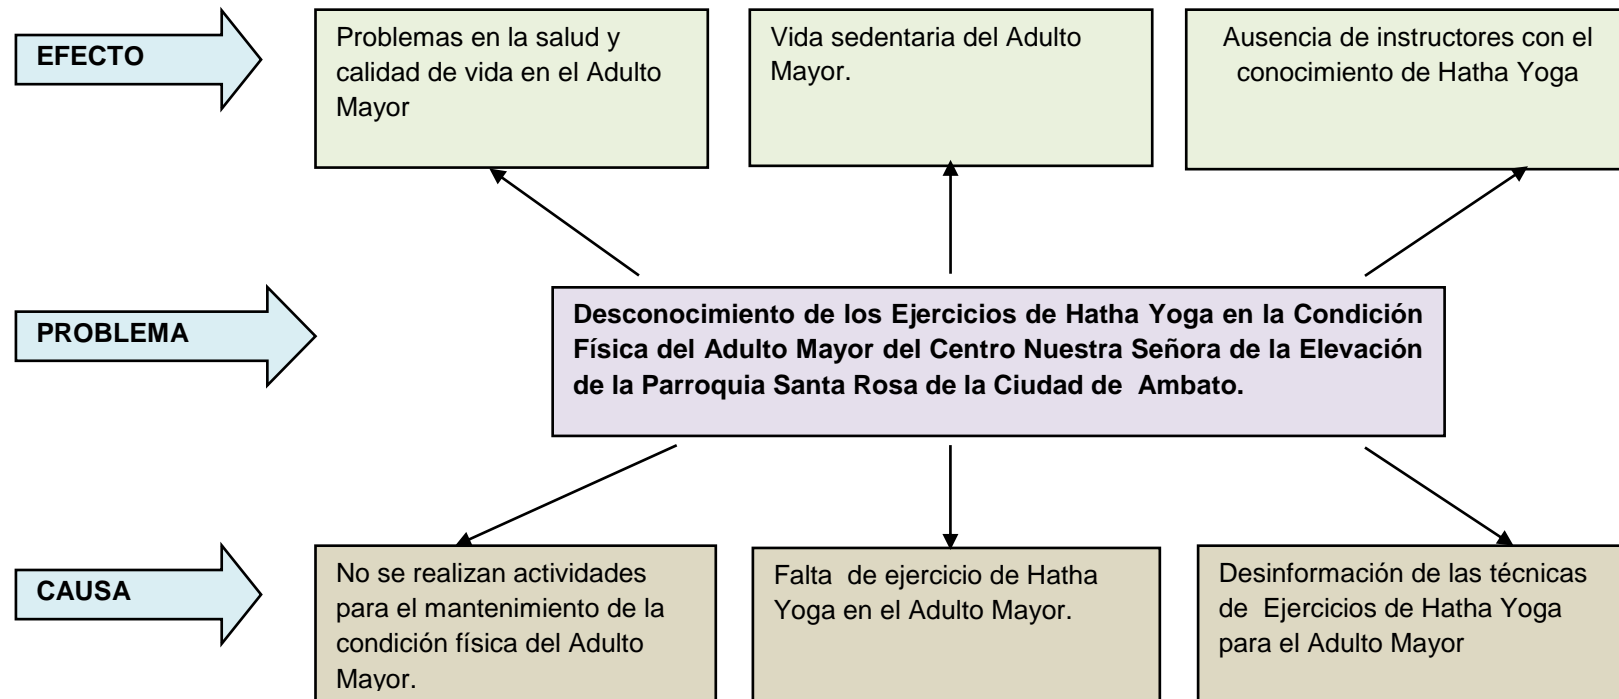 EFECTO
Problemas en la salud y
calidad de vida en el Adulto
Mayor
Vida sedentaria del Adulto
Mayor.
Ausencia de instructores con el
conocimiento de Hatha Yoga
PROBLEMA
Desconocimiento de los Ejercicios de Hatha Yoga en la Condición
Física del Adulto Mayor del Centro Nuestra Señora de la Elevación
de la Parroquia Santa Rosa de la Ciudad de  Ambato.
CAUSA
No se realizan actividades
para el mantenimiento de la
condición física del Adulto
Mayor.
Falta  de ejercicio de Hatha
Yoga en el Adulto Mayor.
Desinformación de las técnicas
de  Ejercicios de Hatha Yoga
para el Adulto Mayor